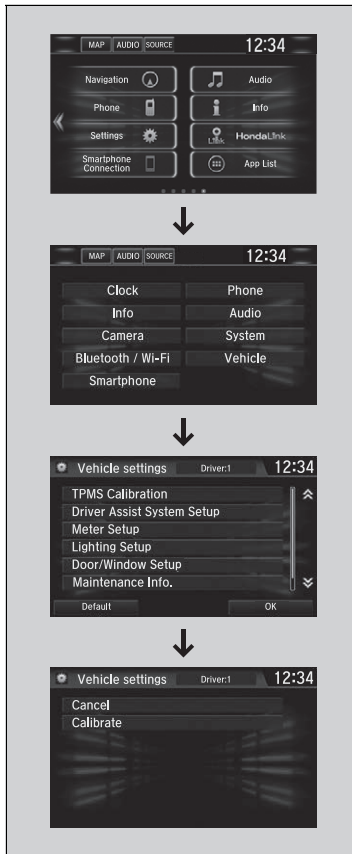 MAP AUDIO SOURCE 12:34
Navigation Audio
Phone Info
Settings Link HondaLink
Smartphone
Connection App List
MAP AUDIO SOURCE 12:34
Clock Phone
Info Audio
Camera System
Bluetooth / Wi-Fi Vehicle
Smartphone
Vehicle settings Driver:1 12:34
TPMS Calibration
Driver Assist System Setup
Meter Setup
Lighting Setup
Door/Window Setup
Maintenance Info.
Default OK
Vehicle settings Driver:1 12:34
Cancel
Calibrate